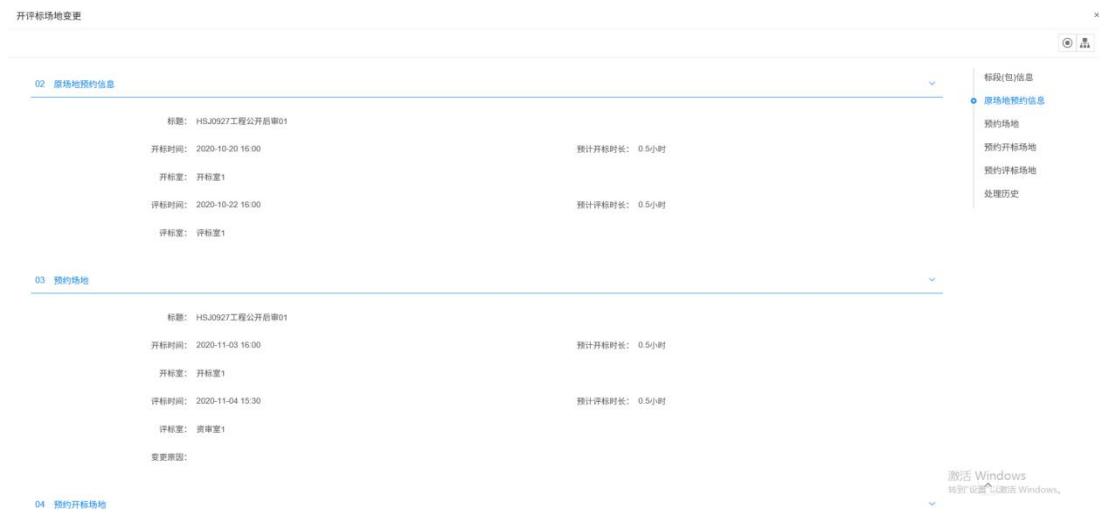 开评标场地变更
×
02 原场地预约信息
标题: HSJ0927工程公开后审01
开标时间: 2020-10-20 16:00 预计开标时长: 0.5小时
开标室: 开标室1
评标时间: 2020-10-22 16:00 预计评标时长: 0.5小时
评标室: 评标室1
03 预约场地
标题: HSJ0927工程公开后审01
开标时间: 2020-11-03 16:00 预计开标时长: 0.5小时
开标室: 开标室1
评标时间: 2020-11-04 15:30 预计评标时长: 0.5小时
评标室: 资审室1
变更原因:
04 预约开标场地
标段(包)信息
原场地预约信息
预约场地
预约开标场地
预约评标场地
处理历史
激活 Windows
转到"设置"以激活 Windows。